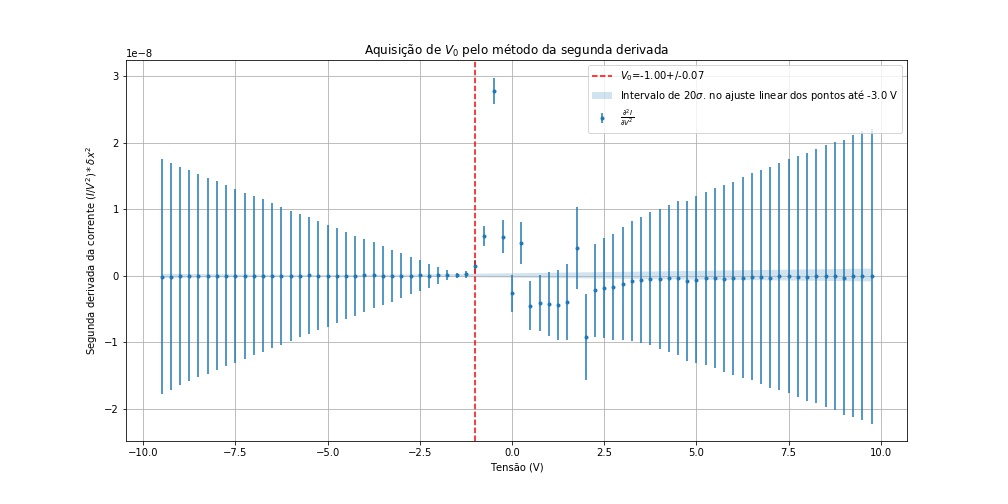 Aquisição de V₀ pelo método da segunda derivada
1e−8
V₀=-1.00+/-0.07
Intervalo de 20σ. no ajuste linear dos pontos até -3.0 V
∂²I/∂V²
Segunda derivada da corrente (I/V²)*δx²
3
2
1
0
−1
−2
−10.0 −7.5 −5.0 −2.5 0.0 2.5 5.0 7.5 10.0
Tensão (V)